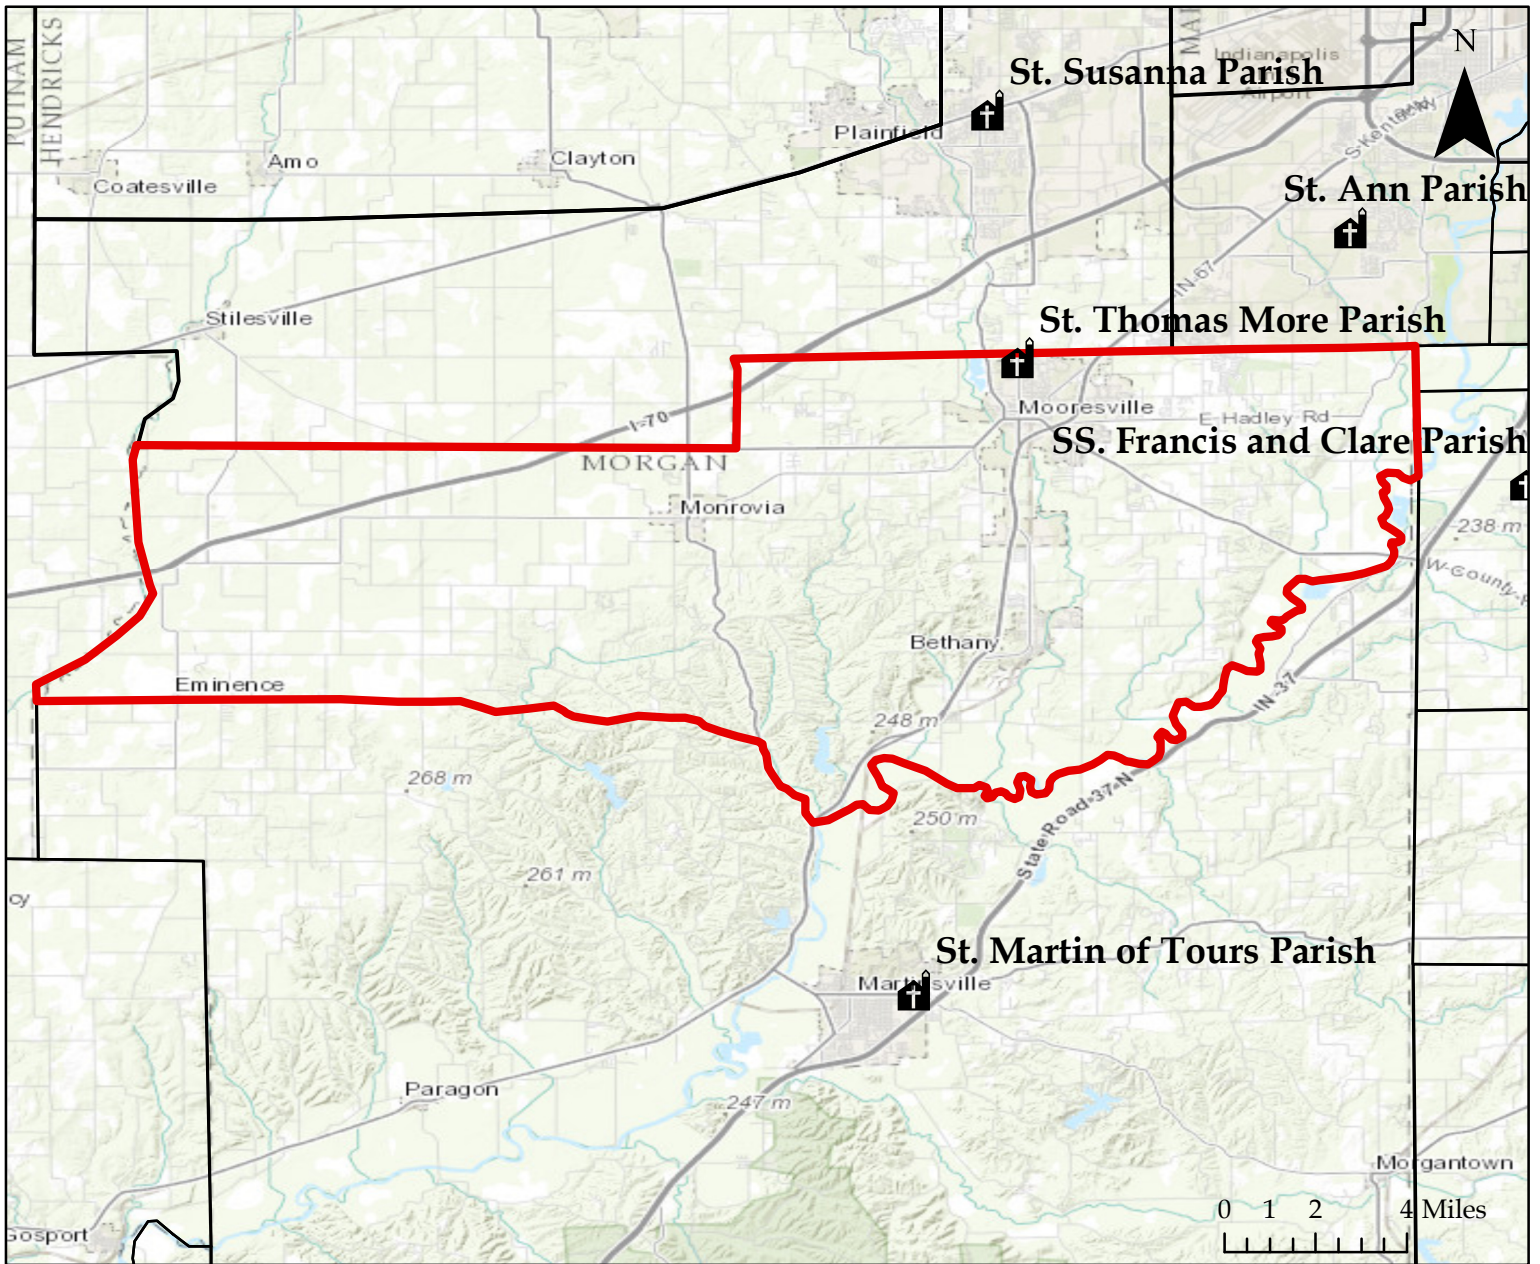 PUTNAM
HENDRICKS
N
Indianapolis
Airport
St. Susanna Parish
Plainfield
S Kentucky
Amo
Clayton
Coatesville
St. Ann Parish
IN-67
Stilesville
St. Thomas More Parish
Mooresville
E Hadley Rd
I-70
MORGAN
SS. Francis and Clare Parish
Monrovia
238 m
W-County
Bethany
Eminence
IN-37
248 m
268 m
State Road 37 N
250 m
261 m
St. Martin of Tours Parish
Martinsville
Paragon
247 m
Morgantown
0 1 2 4 Miles
Gosport